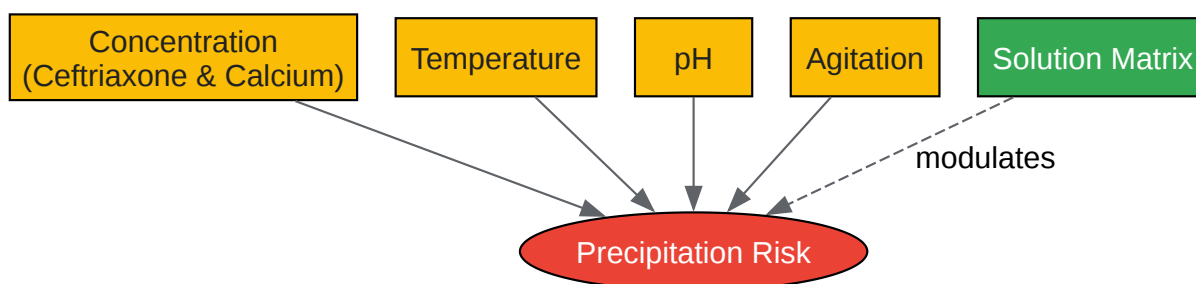 Concentration
(Ceftriaxone & Calcium)
Temperature
pH
Agitation
Solution Matrix
modulates
Precipitation Risk